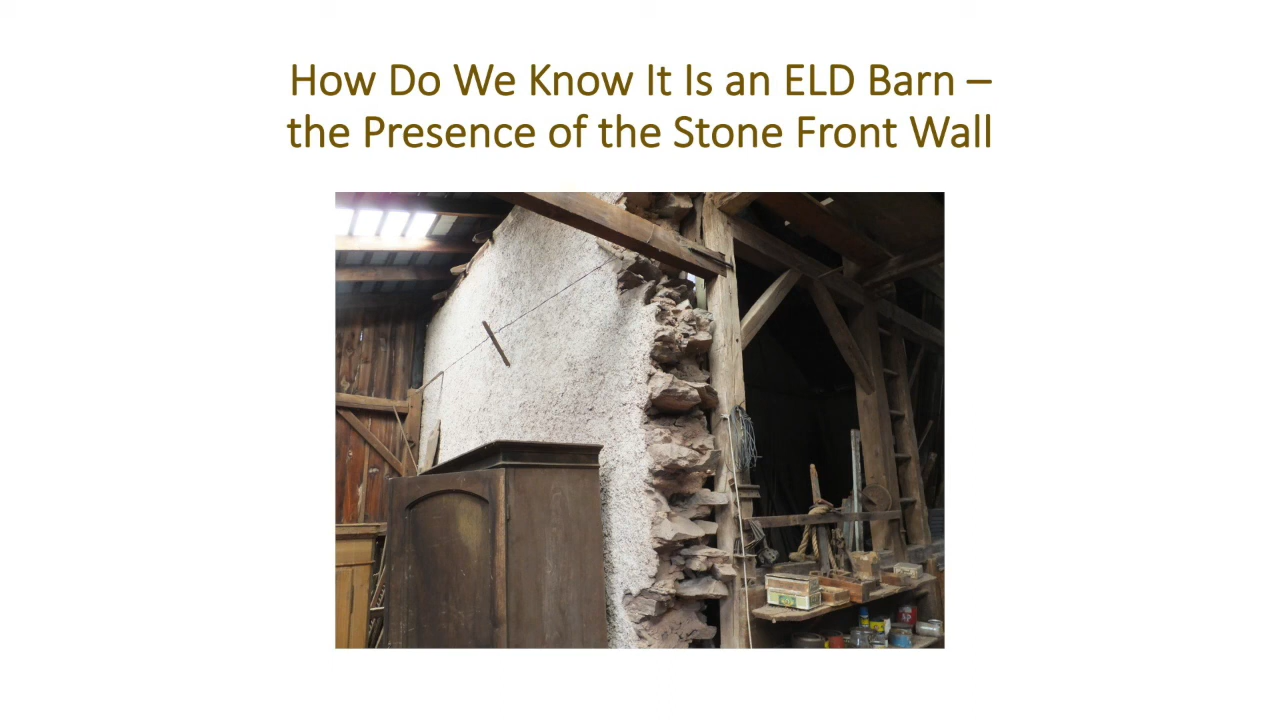 How Do We Know It Is an ELD Barn –
the Presence of the Stone Front Wall